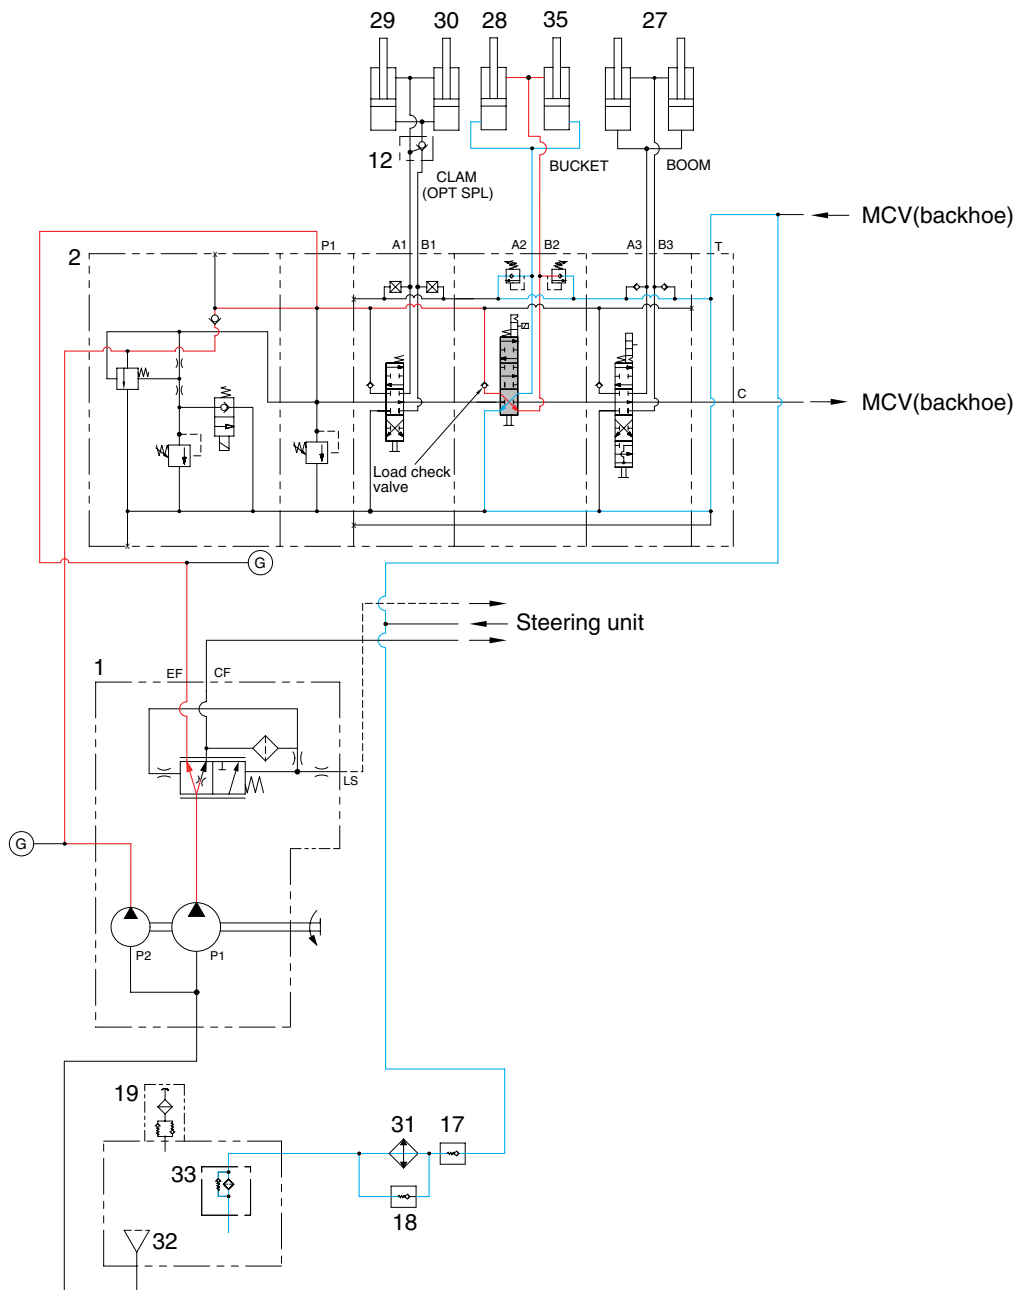 29 30 28 35 27
12
CLAM
(OPT SPL)
BUCKET
BOOM
MCV(backhoe)
2
P1 A1 B1 A2 B2 A3 B3 T
C
MCV(backhoe)
Load check
valve
G
Steering unit
1
EF CF
LS
G
P2 P1
19
31 17
33
18
32